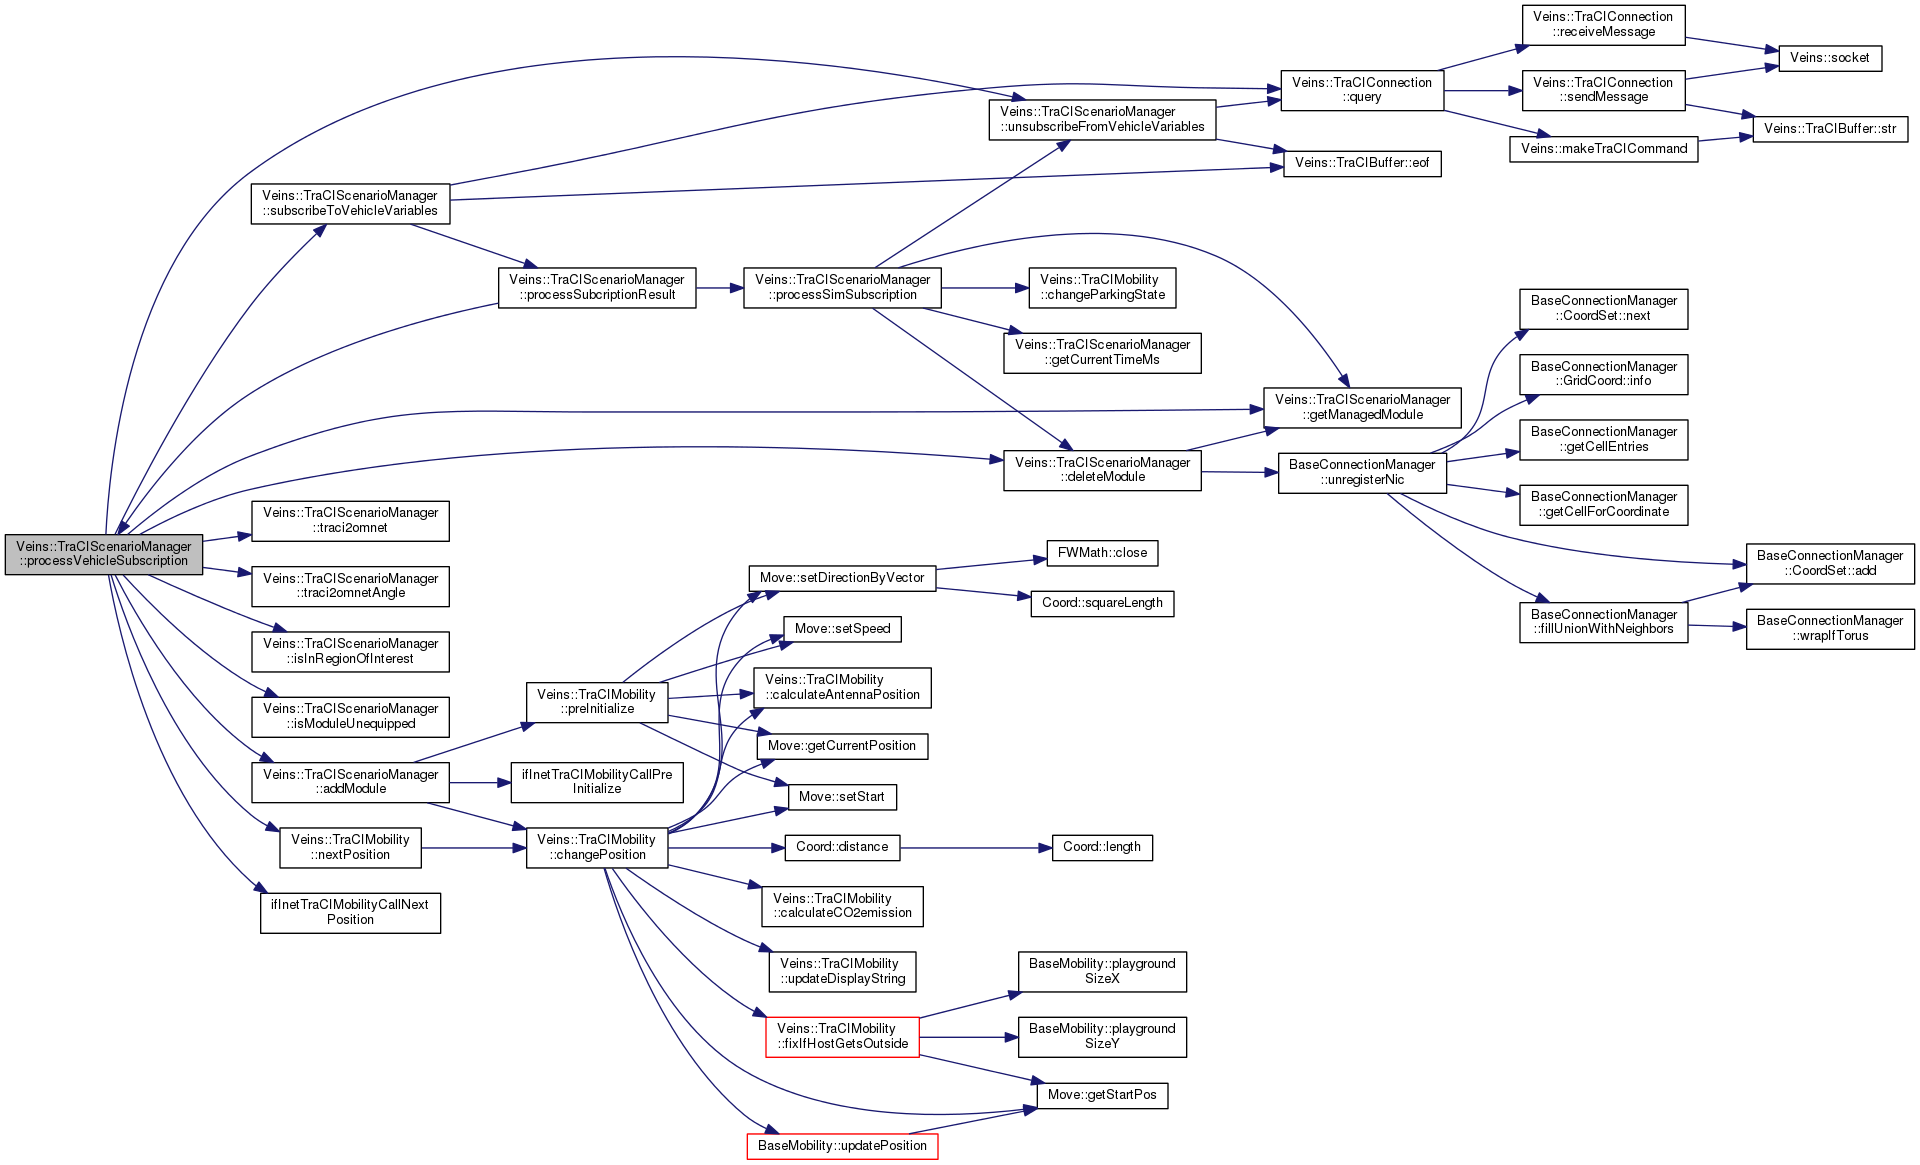 Veins::TraCIScenarioManager
::processVehicleSubscription
Veins::TraCIScenarioManager
::subscribeToVehicleVariables
Veins::TraCIScenarioManager
::traci2omnet
Veins::TraCIScenarioManager
::traci2omnetAngle
Veins::TraCIScenarioManager
::isInRegionOfInterest
Veins::TraCIScenarioManager
::isModuleUnequipped
Veins::TraCIScenarioManager
::addModule
Veins::TraCIMobility
::nextPosition
ifInetTraCIMobilityCallNext
Position
Veins::TraCIScenarioManager
::processSubcriptionResult
Veins::TraCIMobility
::preInitialize
ifInetTraCIMobilityCallPre
Initialize
Veins::TraCIMobility
::changePosition
Veins::TraCIScenarioManager
::processSimSubscription
Move::setDirectionByVector
Move::setSpeed
Veins::TraCIMobility
::calculateAntennaPosition
Move::getCurrentPosition
Move::setStart
Coord::distance
Veins::TraCIMobility
::calculateCO2emission
Veins::TraCIMobility
::updateDisplayString
Veins::TraCIMobility
::fixIfHostGetsOutside
BaseMobility::updatePosition
Veins::TraCIScenarioManager
::unsubscribeFromVehicleVariables
Veins::TraCIMobility
::changeParkingState
Veins::TraCIScenarioManager
::getCurrentTimeMs
Veins::TraCIScenarioManager
::deleteModule
FWMath::close
Coord::squareLength
Coord::length
BaseMobility::playground
SizeX
BaseMobility::playground
SizeY
Move::getStartPos
Veins::TraCIConnection
::query
Veins::TraCIBuffer::eof
Veins::TraCIScenarioManager
::getManagedModule
BaseConnectionManager
::unregisterNic
Veins::TraCIConnection
::receiveMessage
Veins::TraCIConnection
::sendMessage
Veins::makeTraCICommand
BaseConnectionManager
::CoordSet::next
BaseConnectionManager
::GridCoord::info
BaseConnectionManager
::getCellEntries
BaseConnectionManager
::getCellForCoordinate
BaseConnectionManager
::fillUnionWithNeighbors
Veins::socket
Veins::TraCIBuffer::str
BaseConnectionManager
::CoordSet::add
BaseConnectionManager
::wrapIfTorus